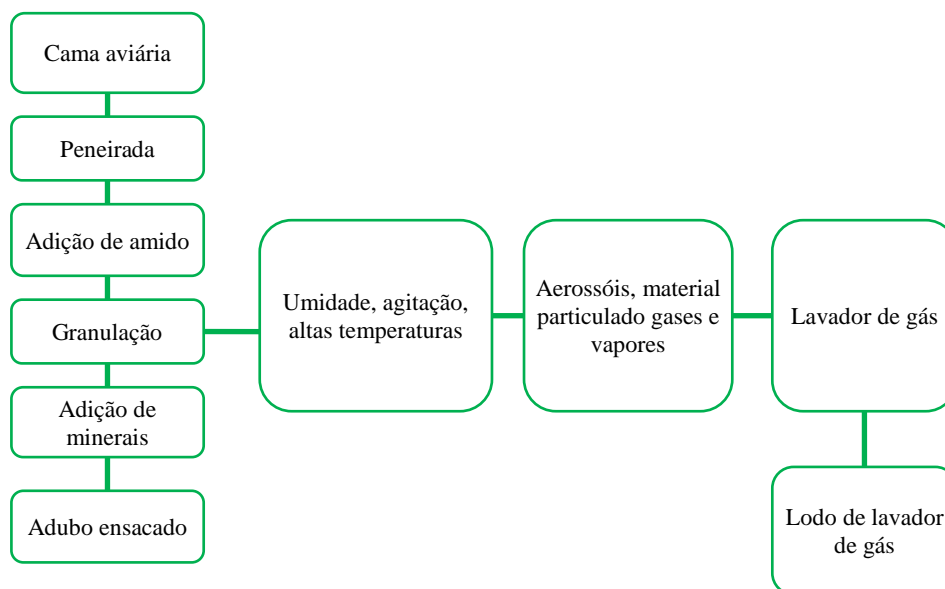 Cama aviária
Peneirada
Adição de amido
Granulação
Adição de
minerais
Adubo ensacado
Umidade, agitação,
altas temperaturas
Aerossóis, material
particulado gases e
vapores
Lavador de gás
Lodo de lavador
de gás